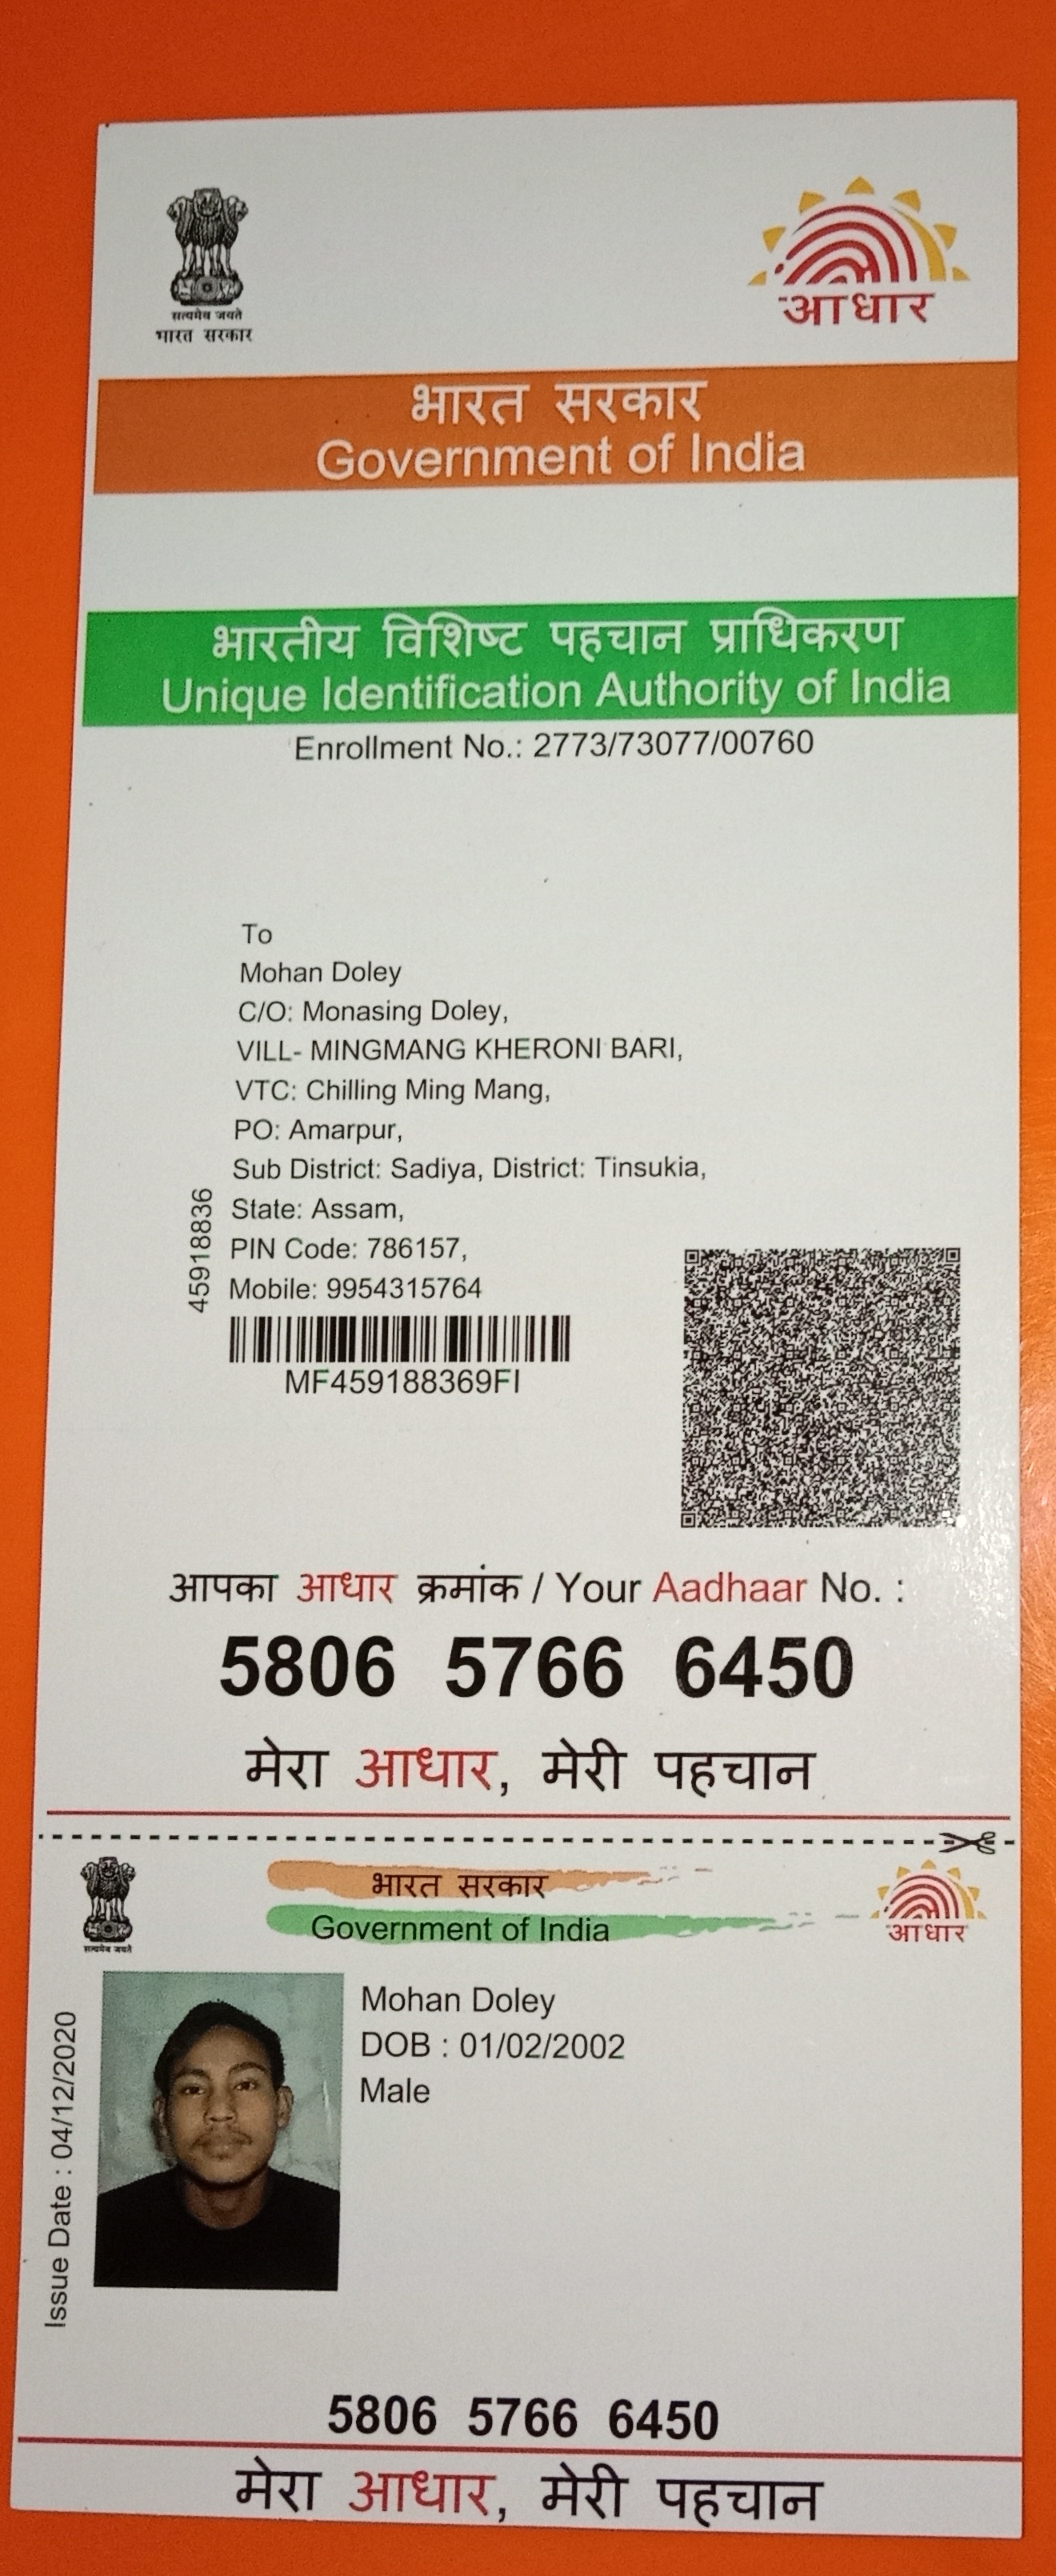 सत्यमेव जयते
भारत सरकार
आधार
भारत सरकार
Government of India
भारतीय विशिष्ट पहचान प्राधिकरण
Unique Identification Authority of India
Enrollment No.: 2773/73077/00760
To
Mohan Doley
C/O: Monasing Doley,
VILL- MINGMANG KHERONI BARI,
VTC: Chilling Ming Mang,
PO: Amarpur,
Sub District: Sadiya, District: Tinsukia,
State: Assam,
PIN Code: 786157,
Mobile: 9954315764
45918836
MF459188369FI
आपका आधार क्रमांक / Your Aadhaar No. :
5806 5766 6450
मेरा आधार, मेरी पहचान
सत्यमेव जयते
भारत सरकार
Government of India
आधार
Issue Date : 04/12/2020
Mohan Doley
DOB : 01/02/2002
Male
5806 5766 6450
मेरा आधार, मेरी पहचान